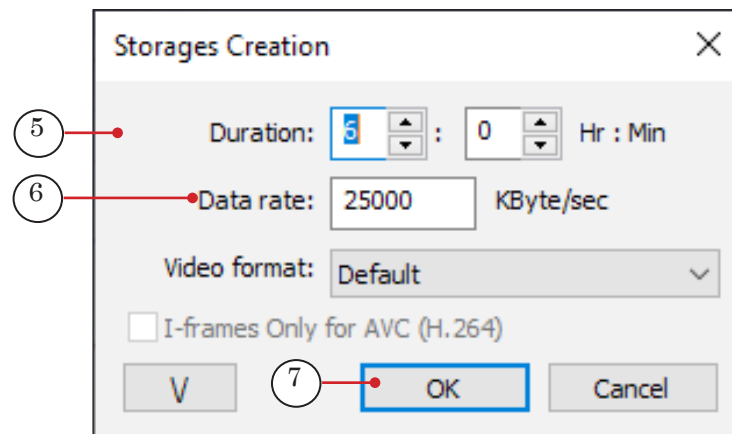 Storages Creation
5 Duration: 6 : 0 Hr : Min
6 Data rate: 25000 KByte/sec
Video format: Default
I-frames Only for AVC (H.264)
V 7 OK Cancel